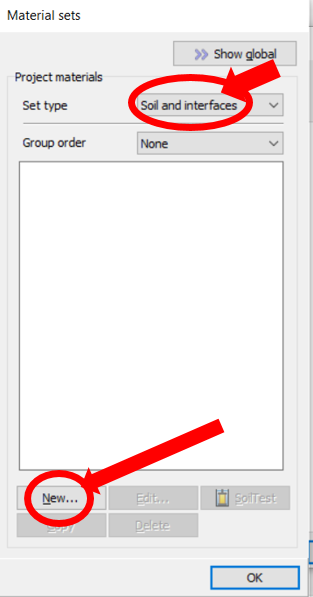 Material sets
Show global
Project materials
Set type Soil and interfaces
Group order None
New... Edit... SoilTest
Copy Delete
OK